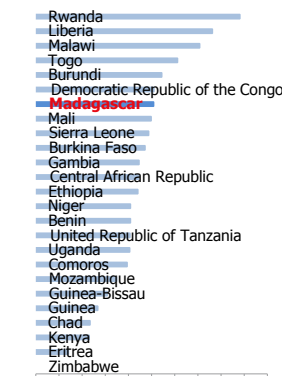 Rwanda
Liberia
Malawi
Togo
Burundi
Democratic Republic of the Congo
Madagascar
Mali
Sierra Leone
Burkina Faso
Gambia
Central African Republic
Ethiopia
Niger
Benin
United Republic of Tanzania
Uganda
Comoros
Mozambique
Guinea-Bissau
Guinea
Chad
Kenya
Eritrea
Zimbabwe